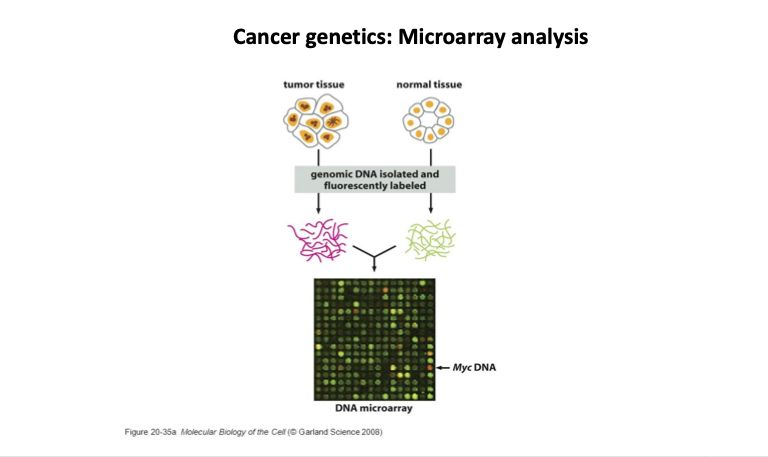 Cancer genetics: Microarray analysis
tumor tissue
normal tissue
genomic DNA isolated and
fluorescently labeled
Myc DNA
DNA microarray
Figure 20-35a Molecular Biology of the Cell (© Garland Science 2008)